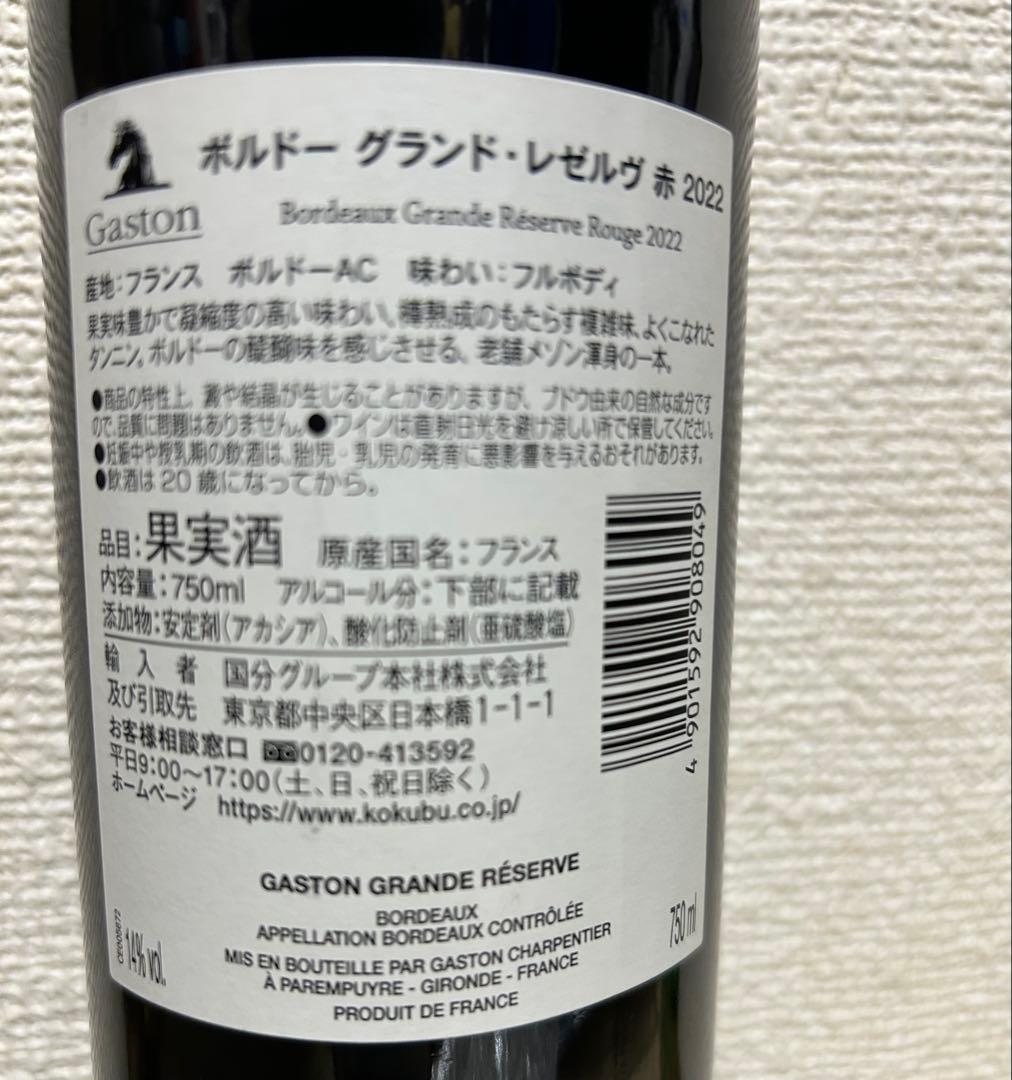 ボルドー グランド・レゼルヴ 赤 2022
Gaston
Bordeaux Grande Réserve Rouge 2022
産地：フランス ボルドーAC 味わい：フルボディ
果実味豊かで凝縮度の高い味わい、樽熟成のもたらす複雑味、よくこなれた
タンニン。ボルドーの醍醐味を感じさせる、老舗メゾン渾身の一本。
●商品の特性上、澱や結晶が生じることがありますが、ブドウ由来の自然な成分です
ので、品質に問題はありません。●ワインは直射日光を避け涼しい所で保管してください。
●妊娠中や授乳期の飲酒は、胎児・乳児の発育に悪影響を与えるおそれがあります。
●飲酒は20歳になってから。
品目：果実酒 原産国名：フランス
内容量：750ml アルコール分：下部に記載
添加物：安定剤（アカシア）、酸化防止剤（亜硫酸塩）
輸入者 国分グループ本社株式会社
及び引取先 東京都中央区日本橋1-1-1
お客様相談窓口 0120-413592
平日9：00〜17：00（土、日、祝日除く）
ホームページ https://www.kokubu.co.jp/
4 901592 908049
GASTON GRANDE RÉSERVE
BORDEAUX
APPELLATION BORDEAUX CONTRÔLÉE
MIS EN BOUTEILLE PAR GASTON CHARPENTIER
À PAREMPUYRE - GIRONDE - FRANCE
PRODUIT DE FRANCE
CE005672
14% vol.
750 ml